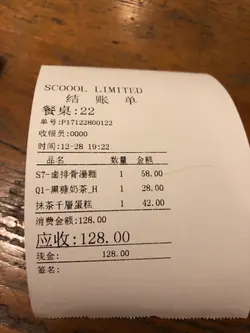 SCOOOL LIMITED
结 账 单
餐桌:22
单号:P17122800122
收银员:0000
时间:12-28 19:22
品名 数量 金额
S7-卤排骨湯麵 1 58.00
Q1-黑糖奶茶_H 1 28.00
抹茶千層蛋糕 1 42.00
消费金额:128.00
应收:128.00
现金: 128.00
签名: